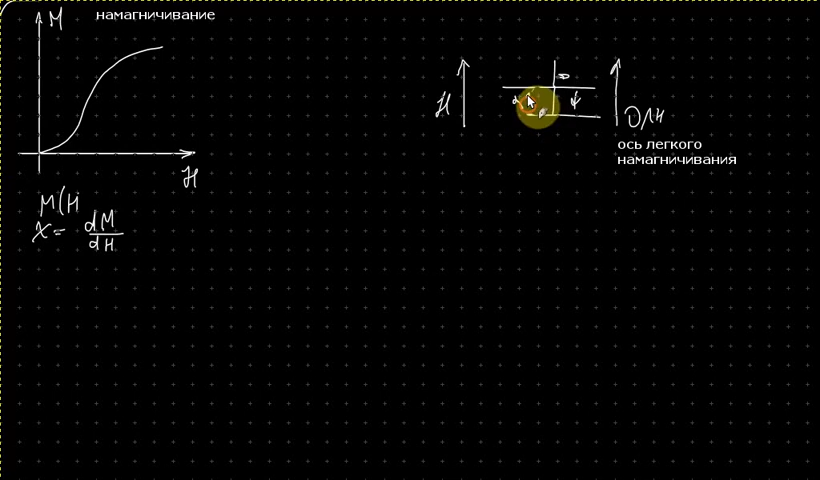 намагничивание
M
H
M(H
χ = dM
dH
H
ОЛН
ось легкого
намагничивания